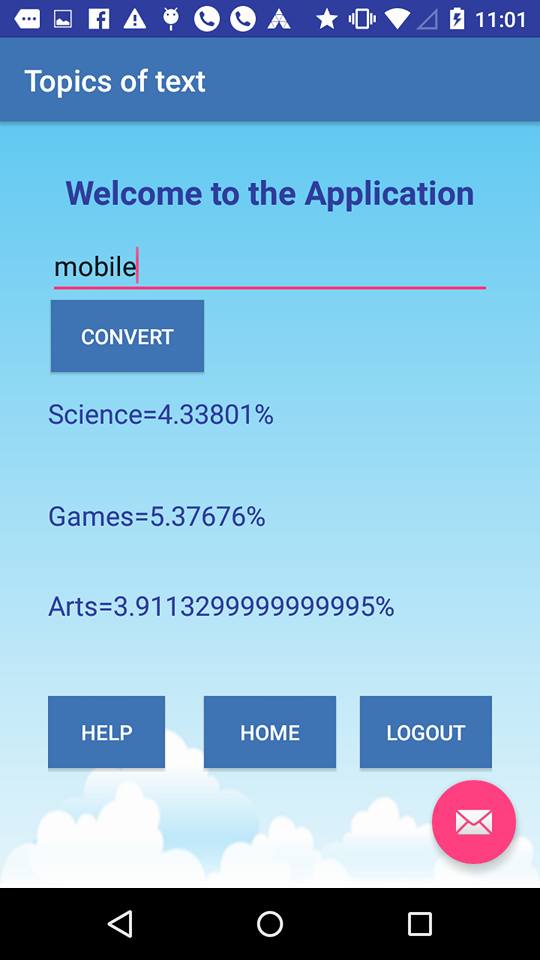 11:01
Topics of text
Welcome to the Application
mobile
CONVERT
Science=4.33801%
Games=5.37676%
Arts=3.9113299999999995%
HELP HOME LOGOUT